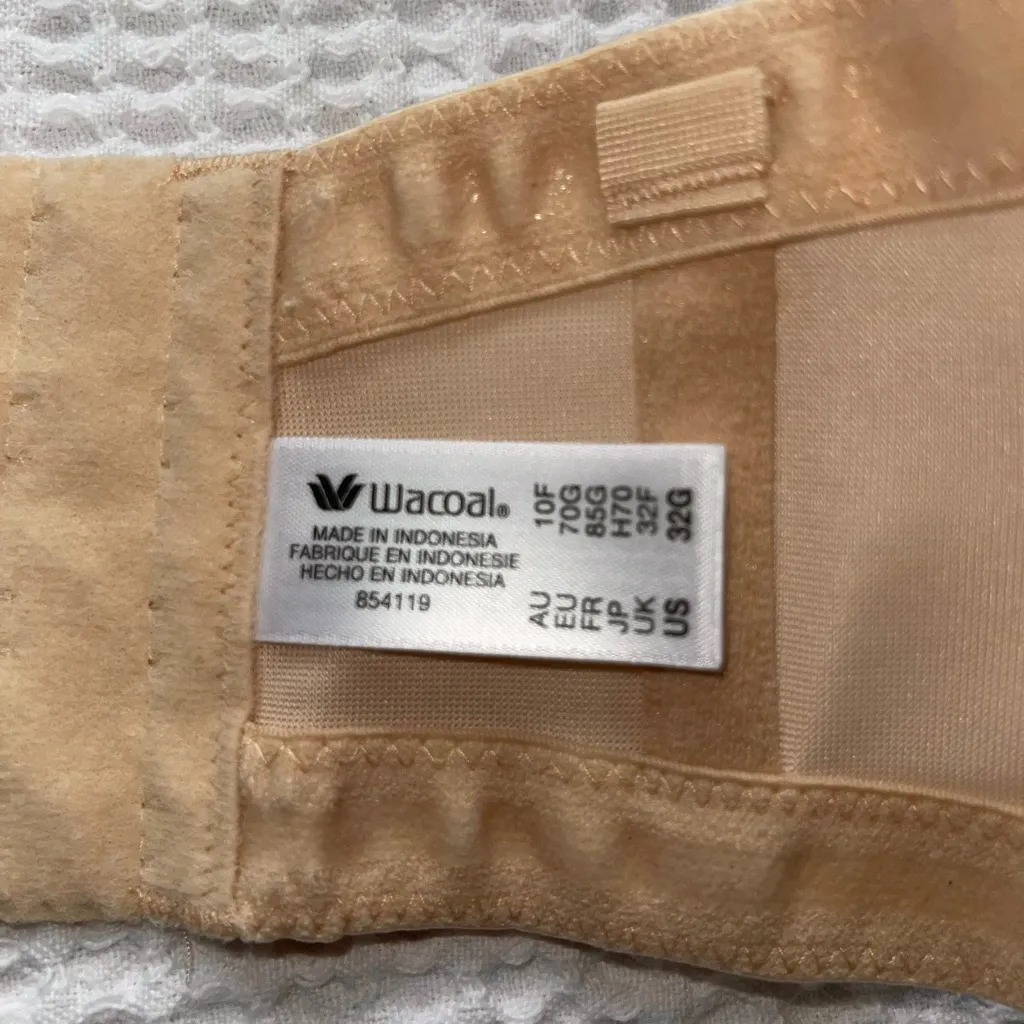 Wacoal®
MADE IN INDONESIA
FABRIQUE EN INDONESIE
HECHO EN INDONESIA
854119
AU 10F
EU 70G
FR 85G
JP H70
UK 32F
US 32G